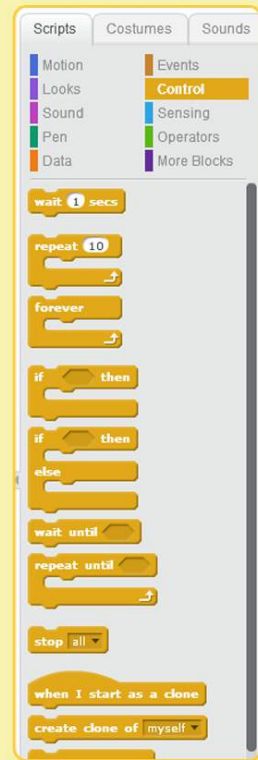 Scripts Costumes Sounds
Motion Events
Looks Control
Sound Sensing
Pen Operators
Data More Blocks
wait 1 secs
repeat 10
forever
if then
if then
else
wait until
repeat until
stop all
when I start as a clone
create clone of myself